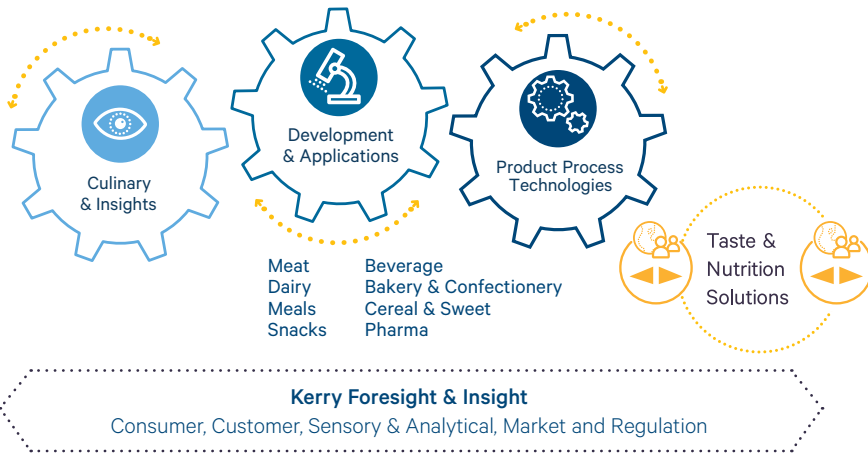 Culinary
& Insights
Development
& Applications
Product Process
Technologies
Meat
Dairy
Meals
Snacks
Beverage
Bakery & Confectionery
Cereal & Sweet
Pharma
Taste &
Nutrition
Solutions
Kerry Foresight & Insight
Consumer, Customer, Sensory & Analytical, Market and Regulation